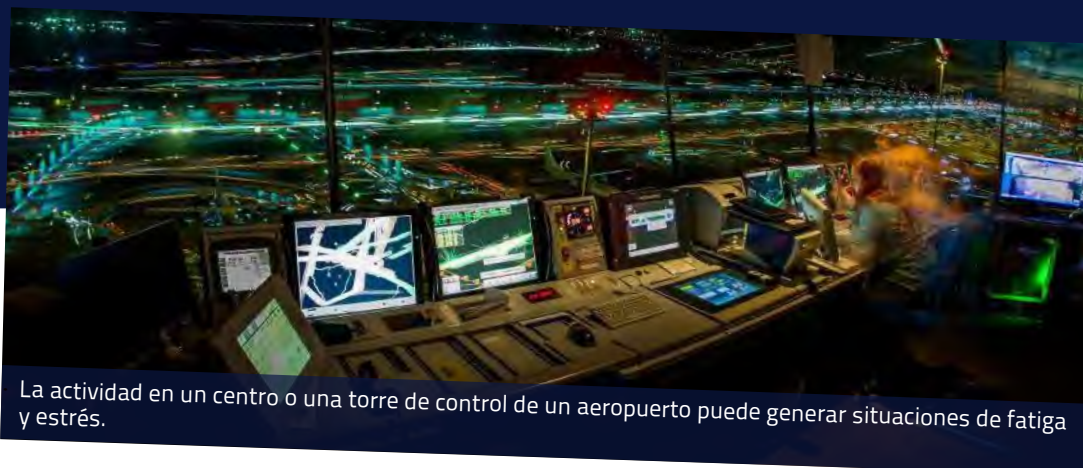 La actividad en un centro o una torre de control de un aeropuerto puede generar situaciones de fatiga
y estrés.